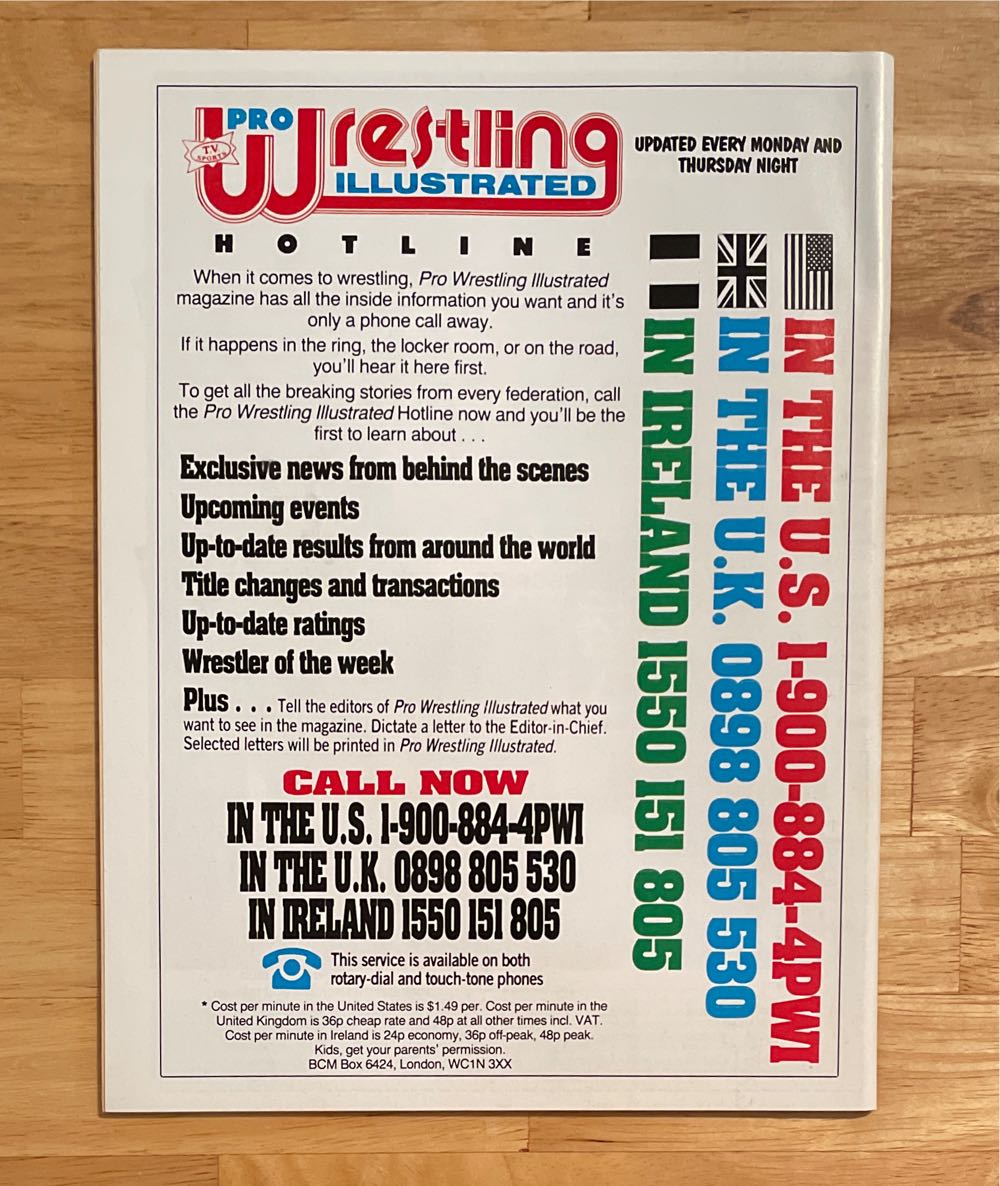 PRO
Wrestling
TV
SPORTS
ILLUSTRATED
UPDATED EVERY MONDAY AND
THURSDAY NIGHT
HOTLINE
When it comes to wrestling, Pro Wrestling Illustrated
magazine has all the inside information you want and it's
only a phone call away.
If it happens in the ring, the locker room, or on the road,
you'll hear it here first.
To get all the breaking stories from every federation, call
the Pro Wrestling Illustrated Hotline now and you'll be the
first to learn about . . .
Exclusive news from behind the scenes
Upcoming events
Up-to-date results from around the world
Title changes and transactions
Up-to-date ratings
Wrestler of the week
Plus . . . Tell the editors of Pro Wrestling Illustrated what you
want to see in the magazine. Dictate a letter to the Editor-in-Chief.
Selected letters will be printed in Pro Wrestling Illustrated.
CALL NOW
IN THE U.S. 1-900-884-4PWI
IN THE U.K. 0898 805 530
IN IRELAND 1550 151 805
This service is available on both
rotary-dial and touch-tone phones
* Cost per minute in the United States is $1.49 per. Cost per minute in the
United Kingdom is 36p cheap rate and 48p at all other times incl. VAT.
Cost per minute in Ireland is 24p economy, 36p off-peak, 48p peak.
Kids, get your parents' permission.
BCM Box 6424, London, WC1N 3XX
IN THE U.S. 1-900-884-4PWI
IN THE U.K. 0898 805 530
IN IRELAND 1550 151 805